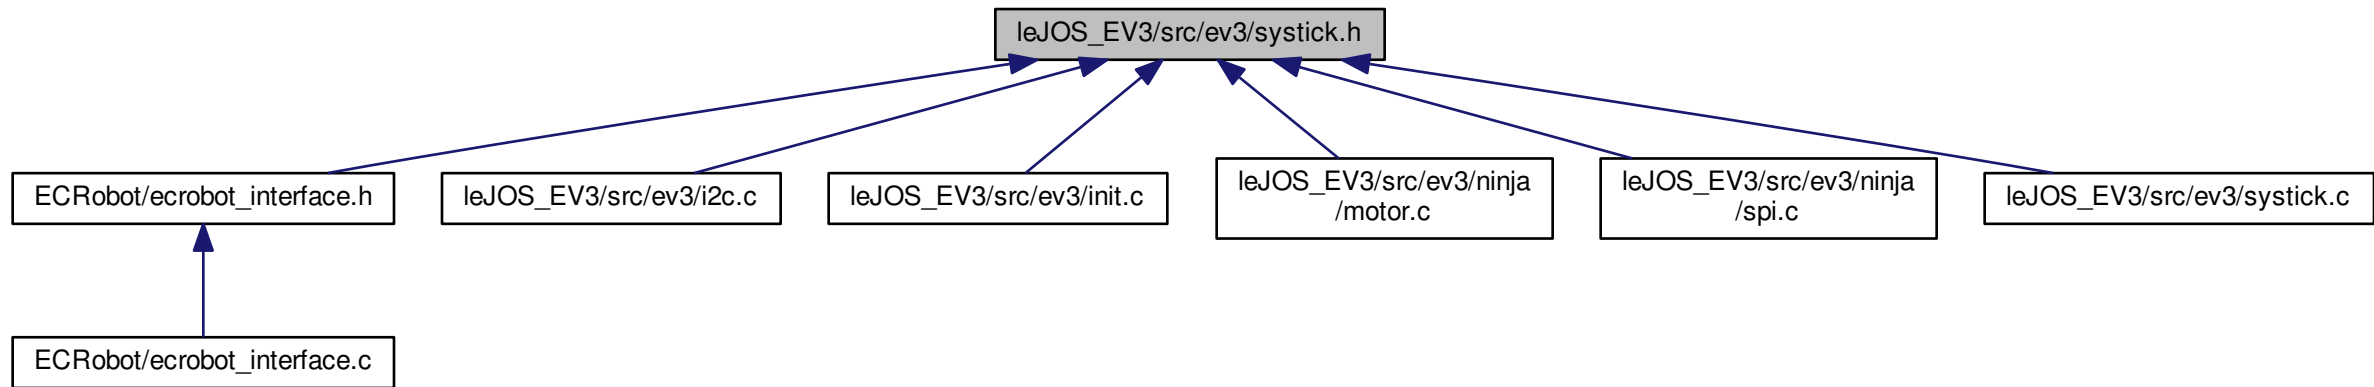 leJOS_EV3/src/ev3/systick.h
ECRobot/ecrobot_interface.h
leJOS_EV3/src/ev3/i2c.c
leJOS_EV3/src/ev3/init.c
leJOS_EV3/src/ev3/ninja
/motor.c
leJOS_EV3/src/ev3/ninja
/spi.c
leJOS_EV3/src/ev3/systick.c
ECRobot/ecrobot_interface.c